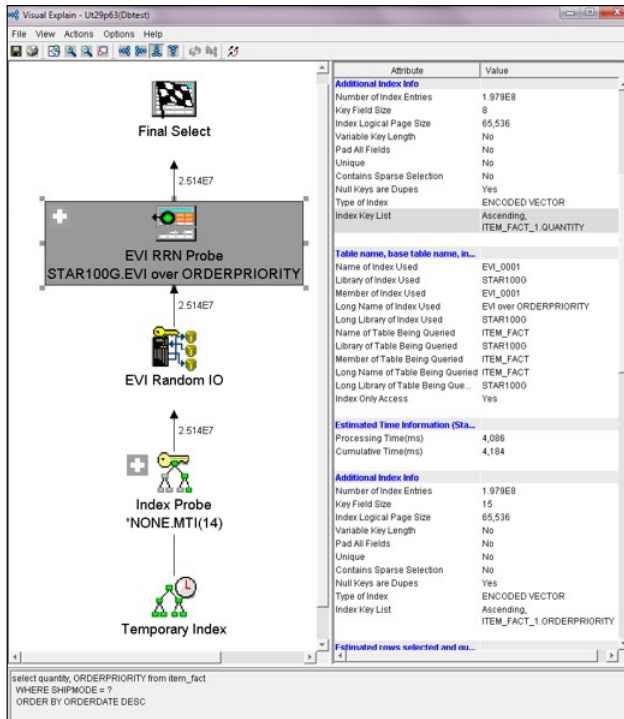 Visual Explain - Ut29p63(Dbtest)
File View Actions Options Help
Final Select
2.514E7
EVI RRN Probe
STAR100G.EVI over ORDERPRIORITY
2.514E7
EVI Random IO
2.514E7
Index Probe
*NONE.MTI(14)
Temporary Index
Attribute Value
Additional Index Info
Number of Index Entries 1.979E8
Key Field Size 8
Index Logical Page Size 65,536
Variable Key Length No
Pad All Fields No
Unique No
Contains Sparse Selection No
Null Keys are Dupes Yes
Type of Index ENCODED VECTOR
Index Key List Ascending,
ITEM_FACT_1.QUANTITY
Table name, base table name, in...
Name of Index Used EVI_0001
Library of Index Used STAR100G
Member of Index Used EVI_0001
Long Name of Index Used EVI over ORDERPRIORITY
Long Library of Index Used STAR100G
Name of Table Being Queried ITEM_FACT
Library of Table Being Queried STAR100G
Member of Table Being Queried ITEM_FACT
Long Name of Table Being Queried ITEM_FACT
Long Library of Table Being Que... STAR100G
Index Only Access Yes
Estimated Time Information (Sta...
Processing Time(ms) 4,086
Cumulative Time(ms) 4,184
Additional Index Info
Number of Index Entries 1.979E8
Key Field Size 15
Index Logical Page Size 65,536
Variable Key Length No
Pad All Fields No
Unique No
Contains Sparse Selection No
Null Keys are Dupes Yes
Type of Index ENCODED VECTOR
Index Key List Ascending,
ITEM_FACT_1.ORDERPRIORITY
Estimated rows selected and qu...
select quantity, ORDERPRIORITY from item_fact
WHERE SHIPMODE = ?
ORDER BY ORDERDATE DESC